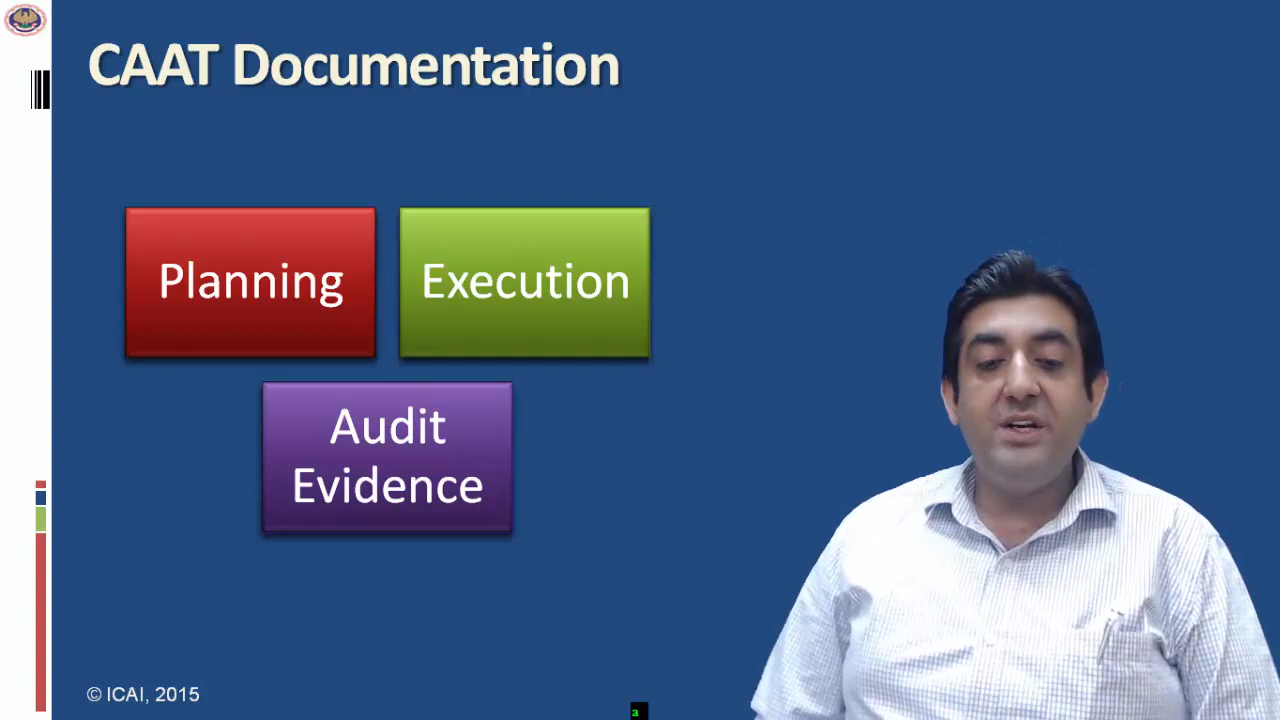 CAAT Documentation
Planning
Execution
Audit
Evidence
© ICAI, 2015
a